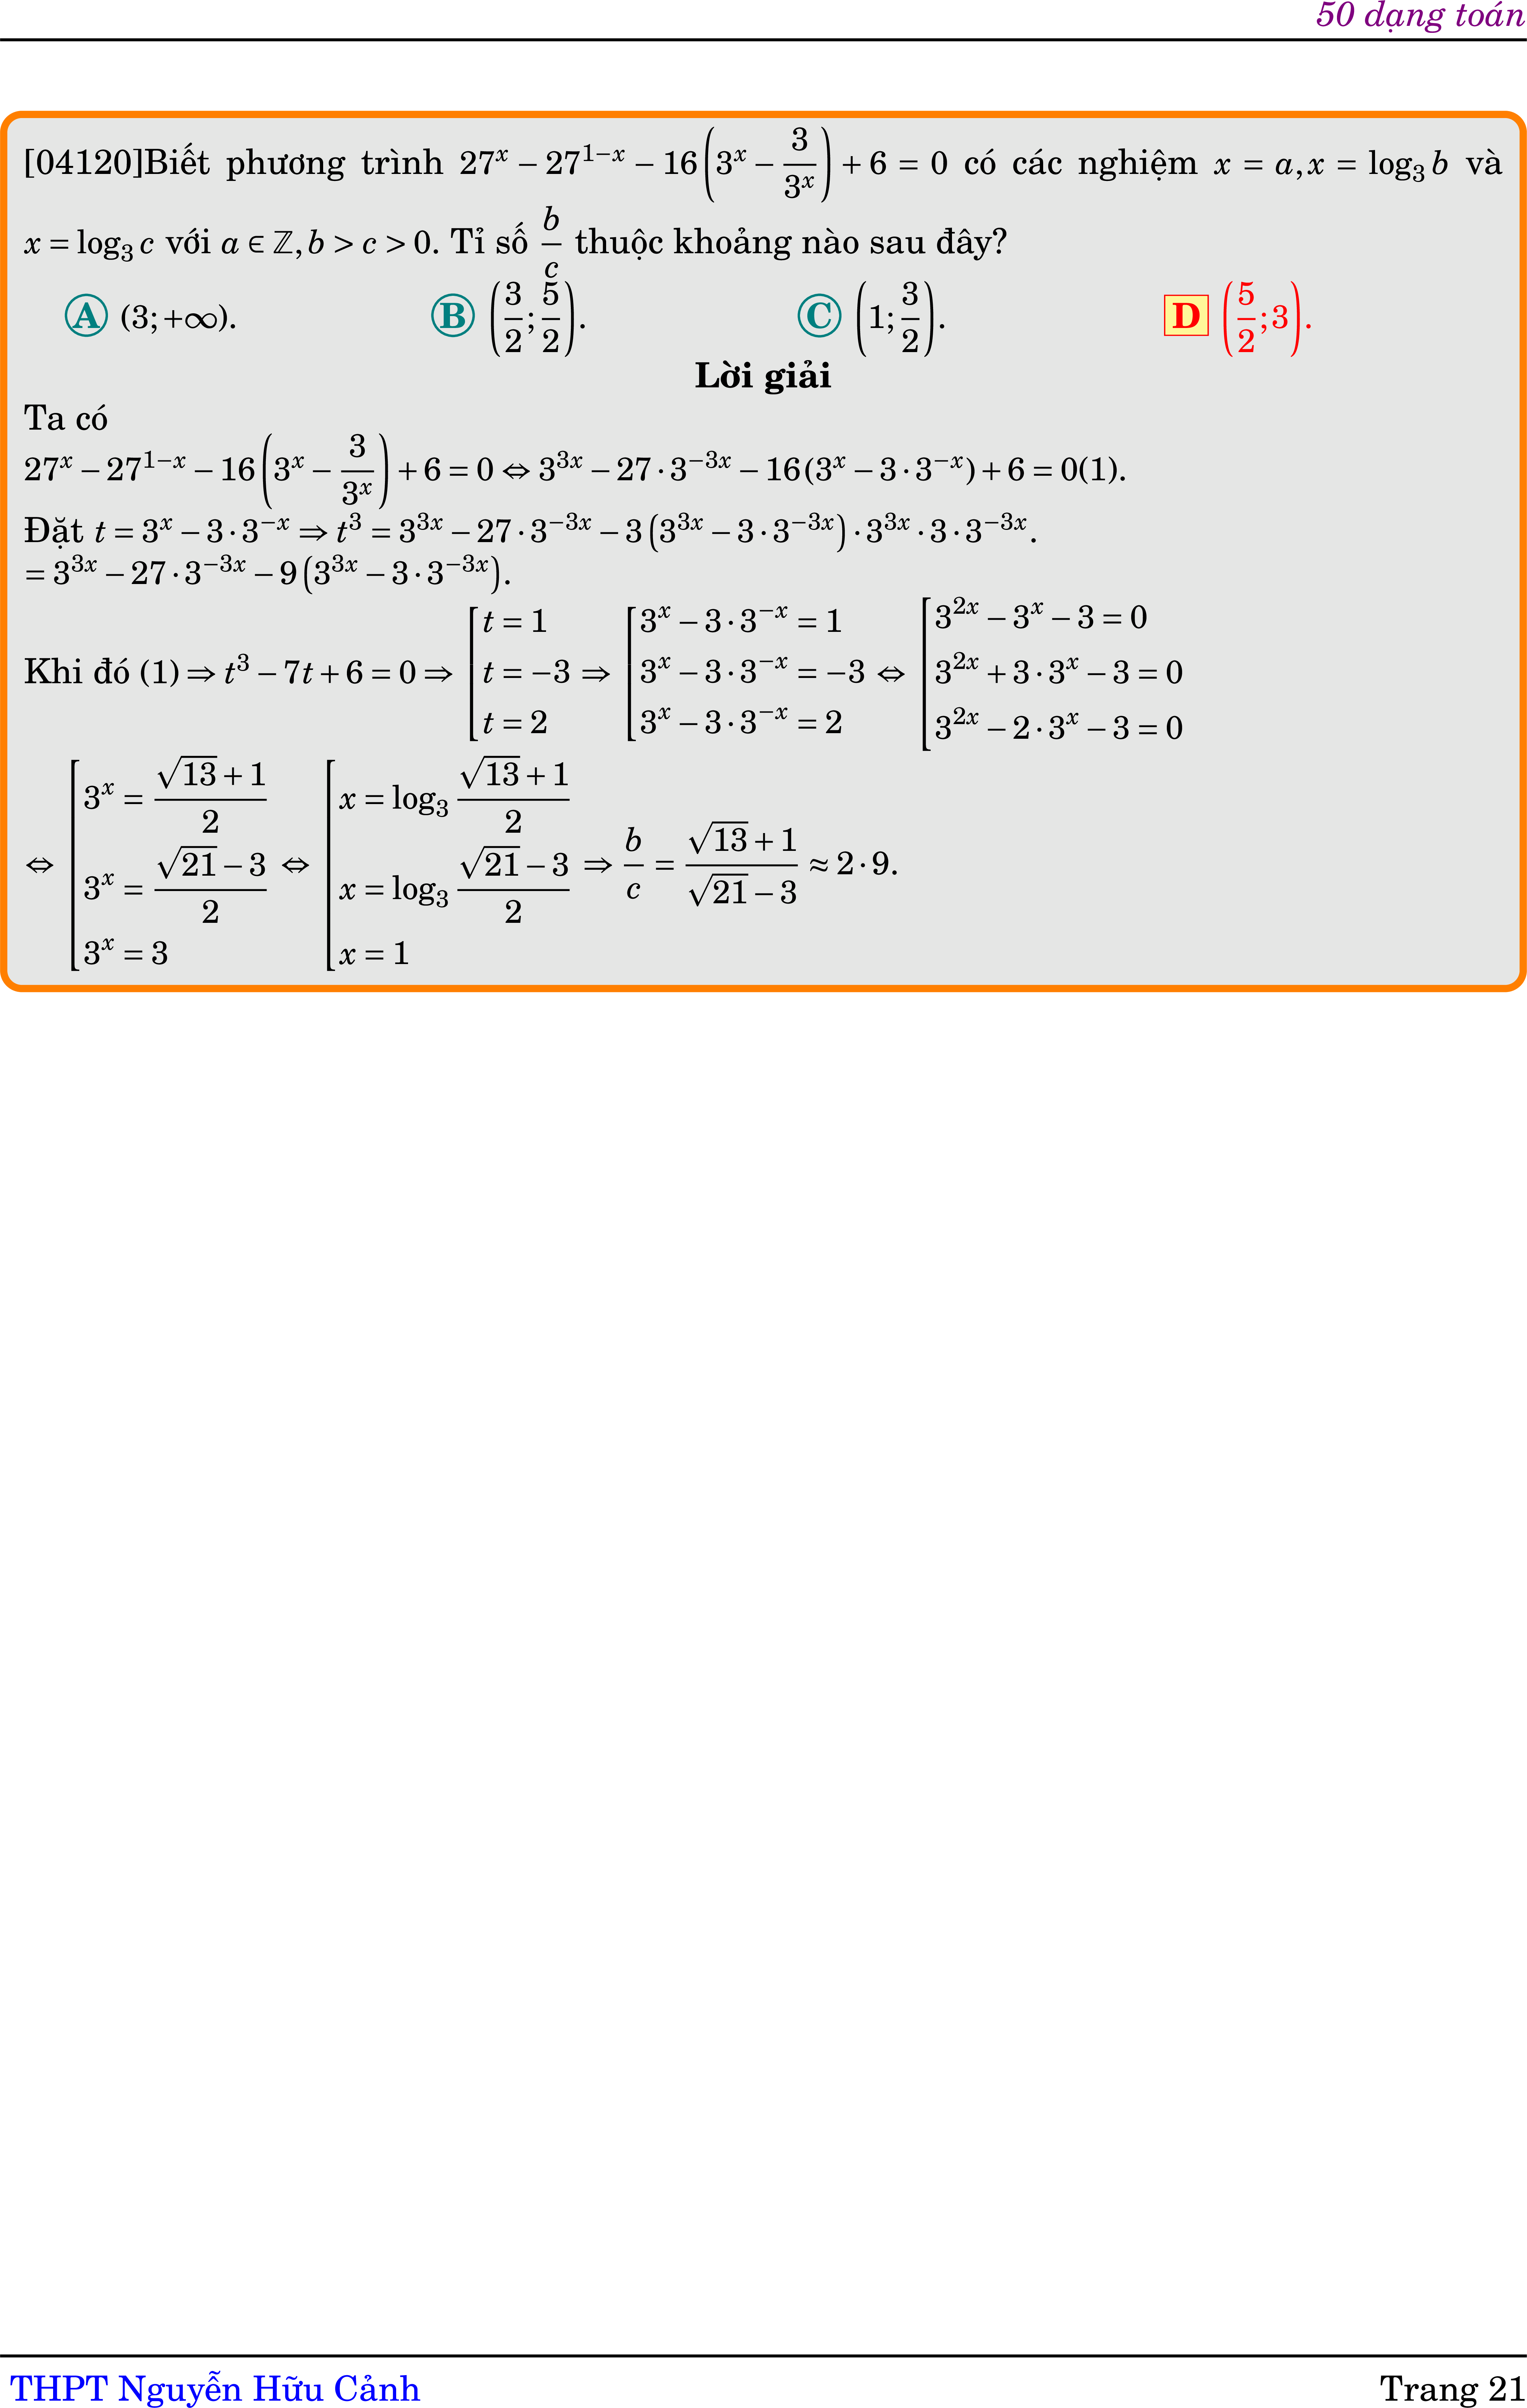 50 dạng toán
[04120]Biết phương trình $27^x - 27^{1-x} - 16\left(3^x - \dfrac{3}{3^x}\right) + 6 = 0$ có các nghiệm $x = a, x = \log_3 b$ và
$x = \log_3 c$ với $a \in \mathbb{Z}, b > c > 0$. Tỉ số $\dfrac{b}{c}$ thuộc khoảng nào sau đây?
A $(3; +\infty)$. B $\left(\dfrac{3}{2}; \dfrac{5}{2}\right)$. C $\left(1; \dfrac{3}{2}\right)$. D $\left(\dfrac{5}{2}; 3\right)$.
Lời giải
Ta có
$27^x - 27^{1-x} - 16\left(3^x - \dfrac{3}{3^x}\right) + 6 = 0 \Leftrightarrow 3^{3x} - 27 \cdot 3^{-3x} - 16(3^x - 3 \cdot 3^{-x}) + 6 = 0(1)$.
Đặt $t = 3^x - 3 \cdot 3^{-x} \Rightarrow t^3 = 3^{3x} - 27 \cdot 3^{-3x} - 3\left(3^{3x} - 3 \cdot 3^{-3x}\right) \cdot 3^{3x} \cdot 3 \cdot 3^{-3x}$.
$= 3^{3x} - 27 \cdot 3^{-3x} - 9\left(3^{3x} - 3 \cdot 3^{-3x}\right)$.
Khi đó $(1) \Rightarrow t^3 - 7t + 6 = 0 \Rightarrow \left[\begin{array}{l} t = 1 \\ t = -3 \\ t = 2 \end{array}\right. \Rightarrow \left[\begin{array}{l} 3^x - 3 \cdot 3^{-x} = 1 \\ 3^x - 3 \cdot 3^{-x} = -3 \\ 3^x - 3 \cdot 3^{-x} = 2 \end{array}\right. \Leftrightarrow \left[\begin{array}{l} 3^{2x} - 3^x - 3 = 0 \\ 3^{2x} + 3 \cdot 3^x - 3 = 0 \\ 3^{2x} - 2 \cdot 3^x - 3 = 0 \end{array}\right.$
$\Leftrightarrow \left[\begin{array}{l} 3^x = \dfrac{\sqrt{13} + 1}{2} \\ 3^x = \dfrac{\sqrt{21} - 3}{2} \\ 3^x = 3 \end{array}\right. \Leftrightarrow \left[\begin{array}{l} x = \log_3 \dfrac{\sqrt{13} + 1}{2} \\ x = \log_3 \dfrac{\sqrt{21} - 3}{2} \\ x = 1 \end{array}\right. \Rightarrow \dfrac{b}{c} = \dfrac{\sqrt{13} + 1}{\sqrt{21} - 3} \approx 2 \cdot 9$.
THPT Nguyễn Hữu Cảnh Trang 21